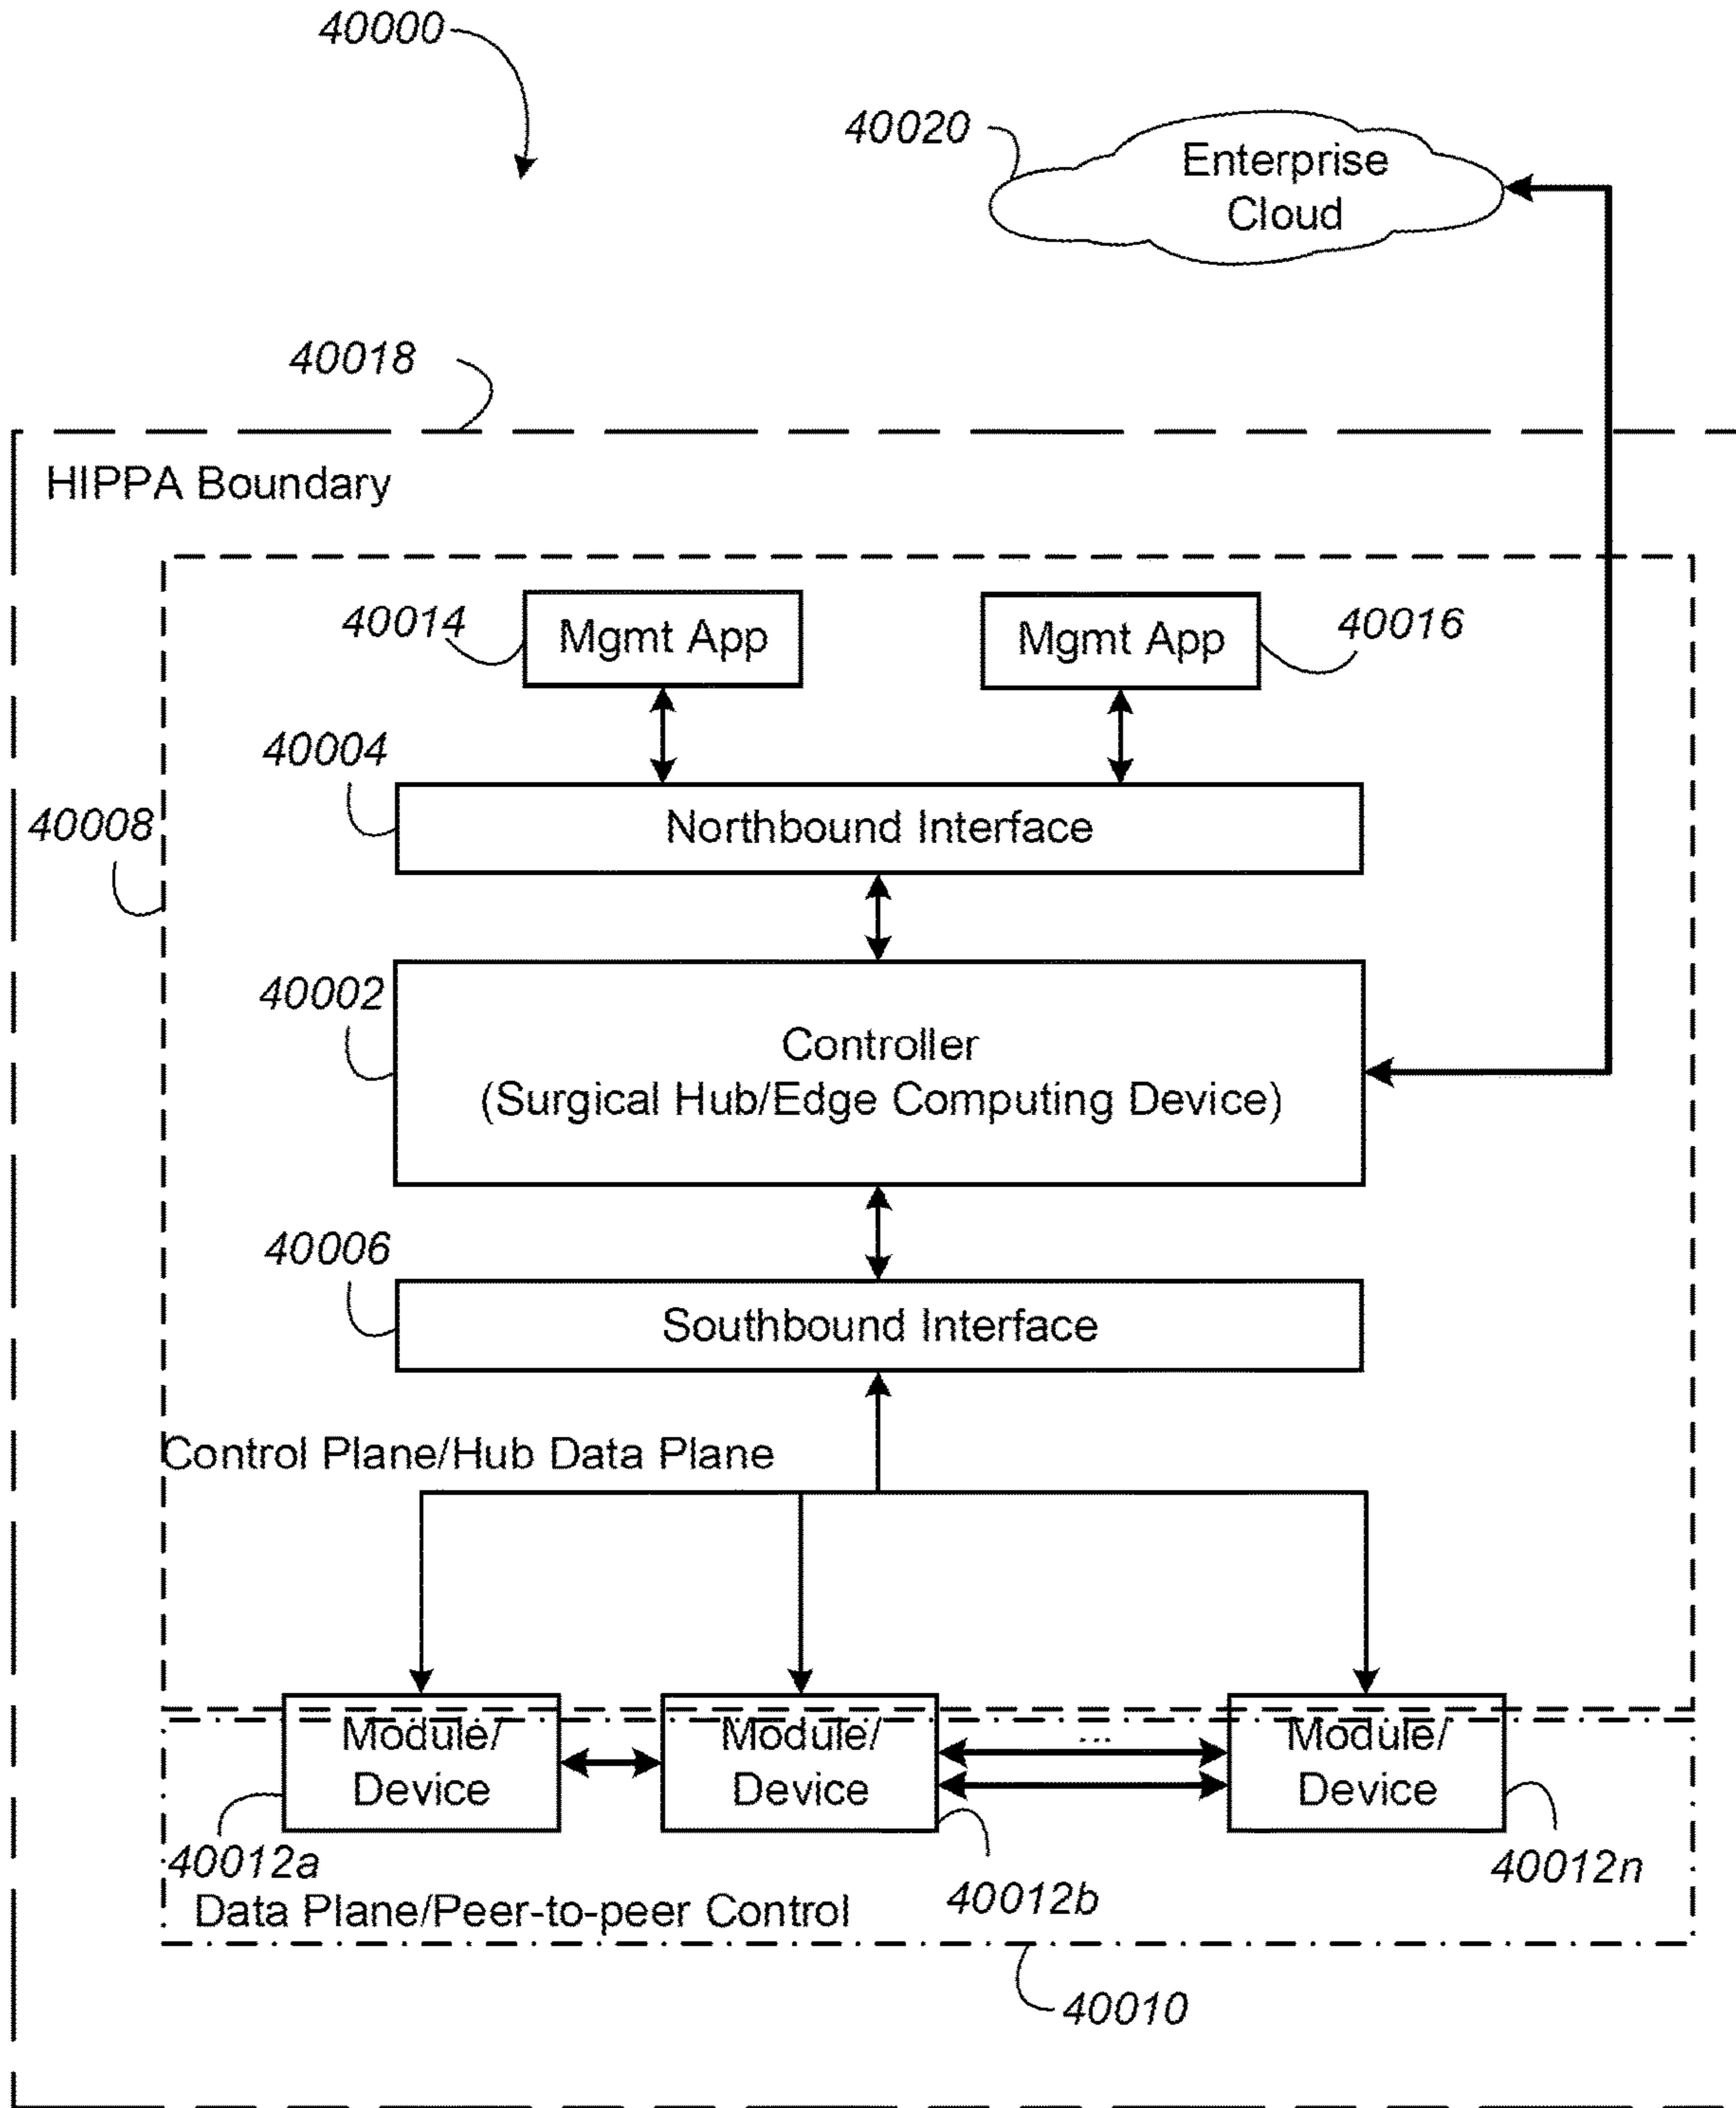 40000
40020
Enterprise
Cloud
40018
HIPPA Boundary
40014
Mgmt App
Mgmt App
40016
40004
40008
Northbound Interface
40002
Controller
(Surgical Hub/Edge Computing Device)
40006
Southbound Interface
Control Plane/Hub Data Plane
Module/
Device
Module/
Device
...
Module/
Device
40012a
40012b
40012n
Data Plane/Peer-to-peer Control
40010